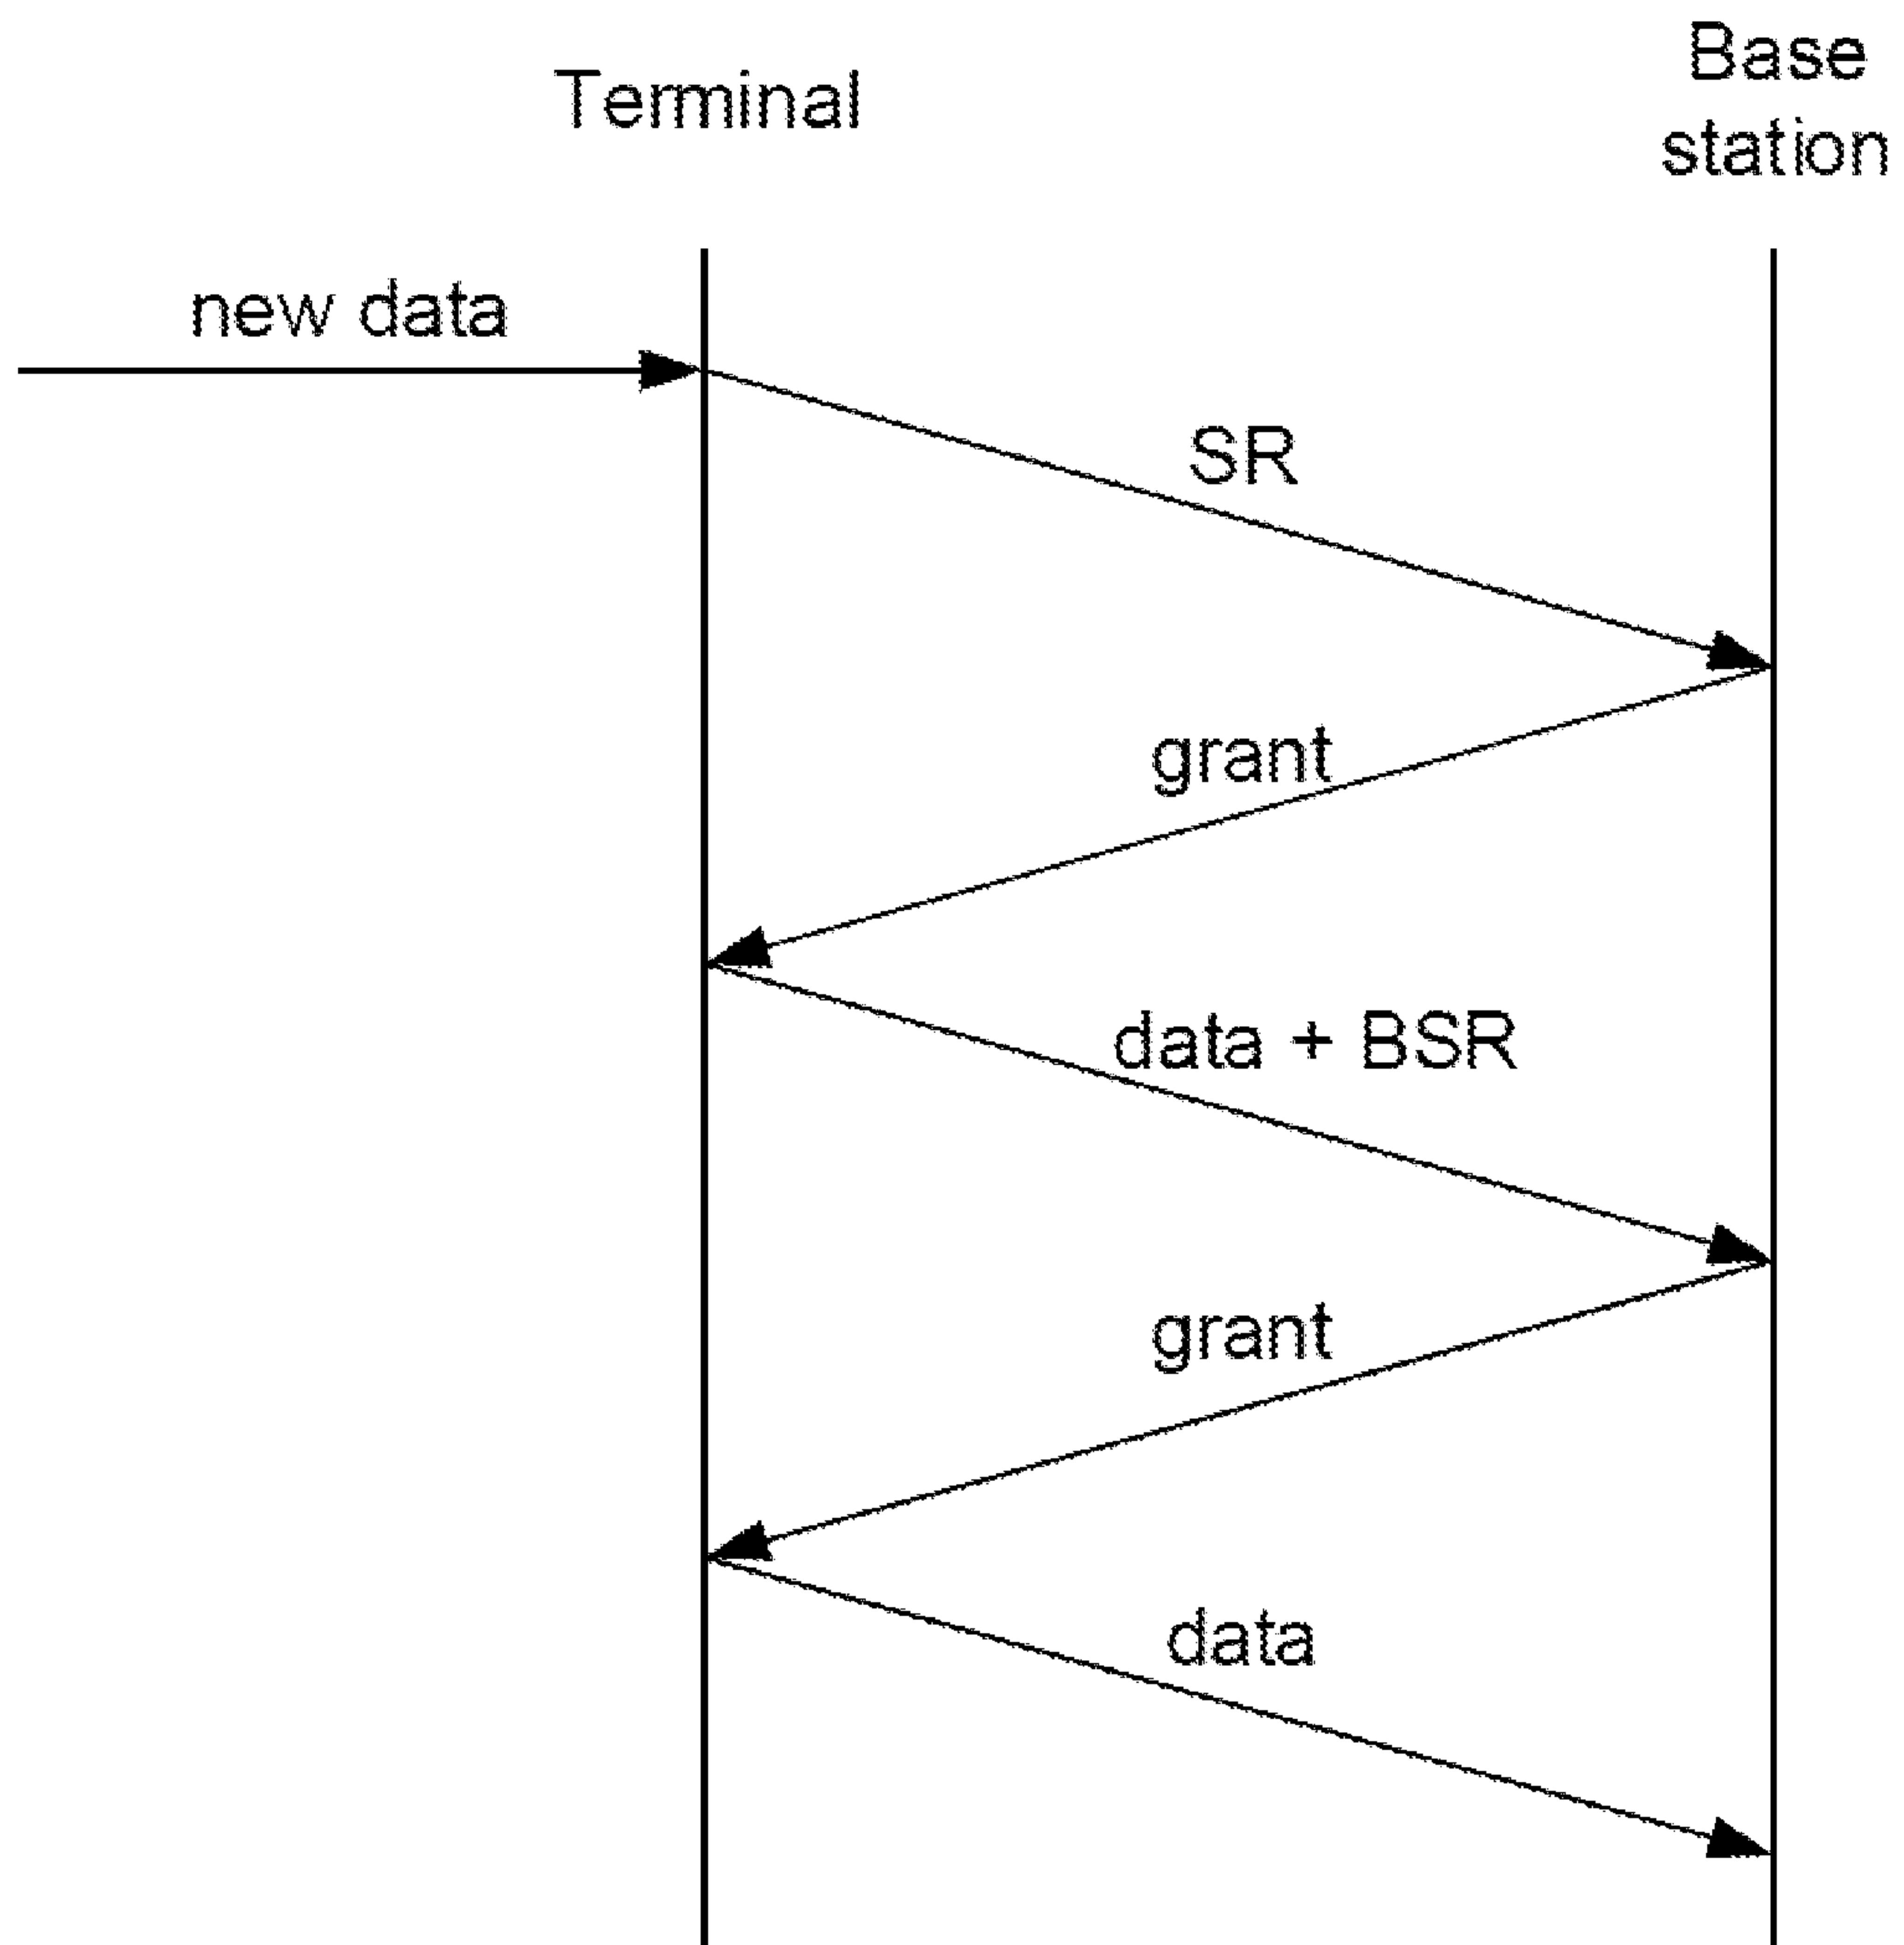 Terminal
Base
station
new data
SR
grant
data + BSR
grant
data